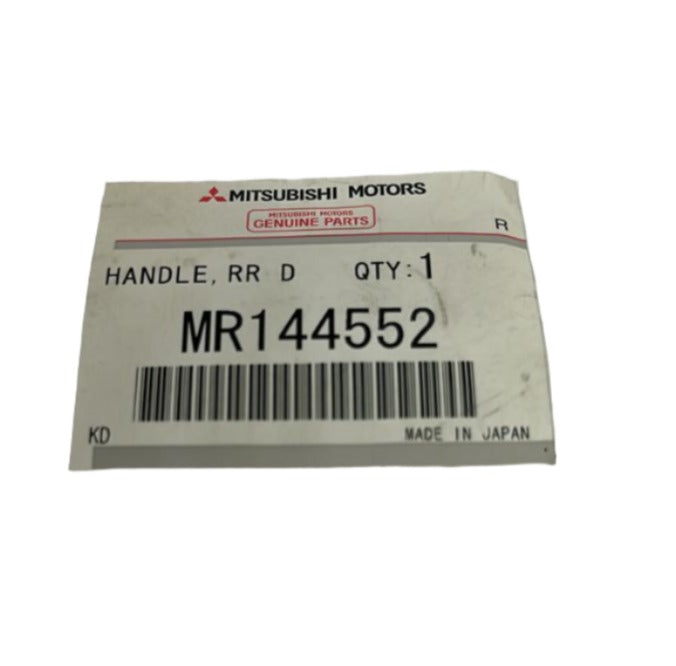 MITSUBISHI MOTORS
MITSUBISHI MOTORS
GENUINE PARTS
R
HANDLE, RR D QTY:1
MR144552
KD MADE IN JAPAN